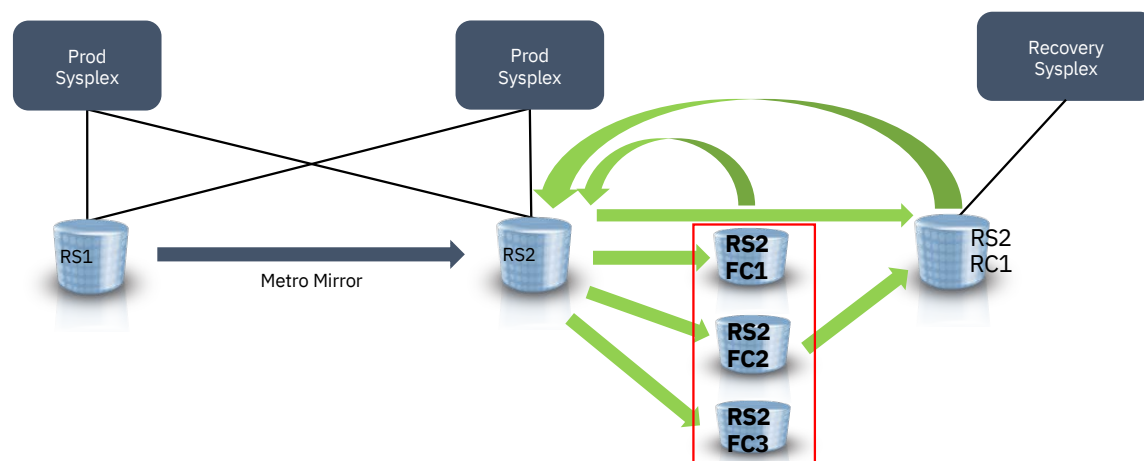 Prod
Sysplex
Prod
Sysplex
Recovery
Sysplex
RS1
Metro Mirror
RS2
RS2
FC1
RS2
FC2
RS2
FC3
RS2
RC1